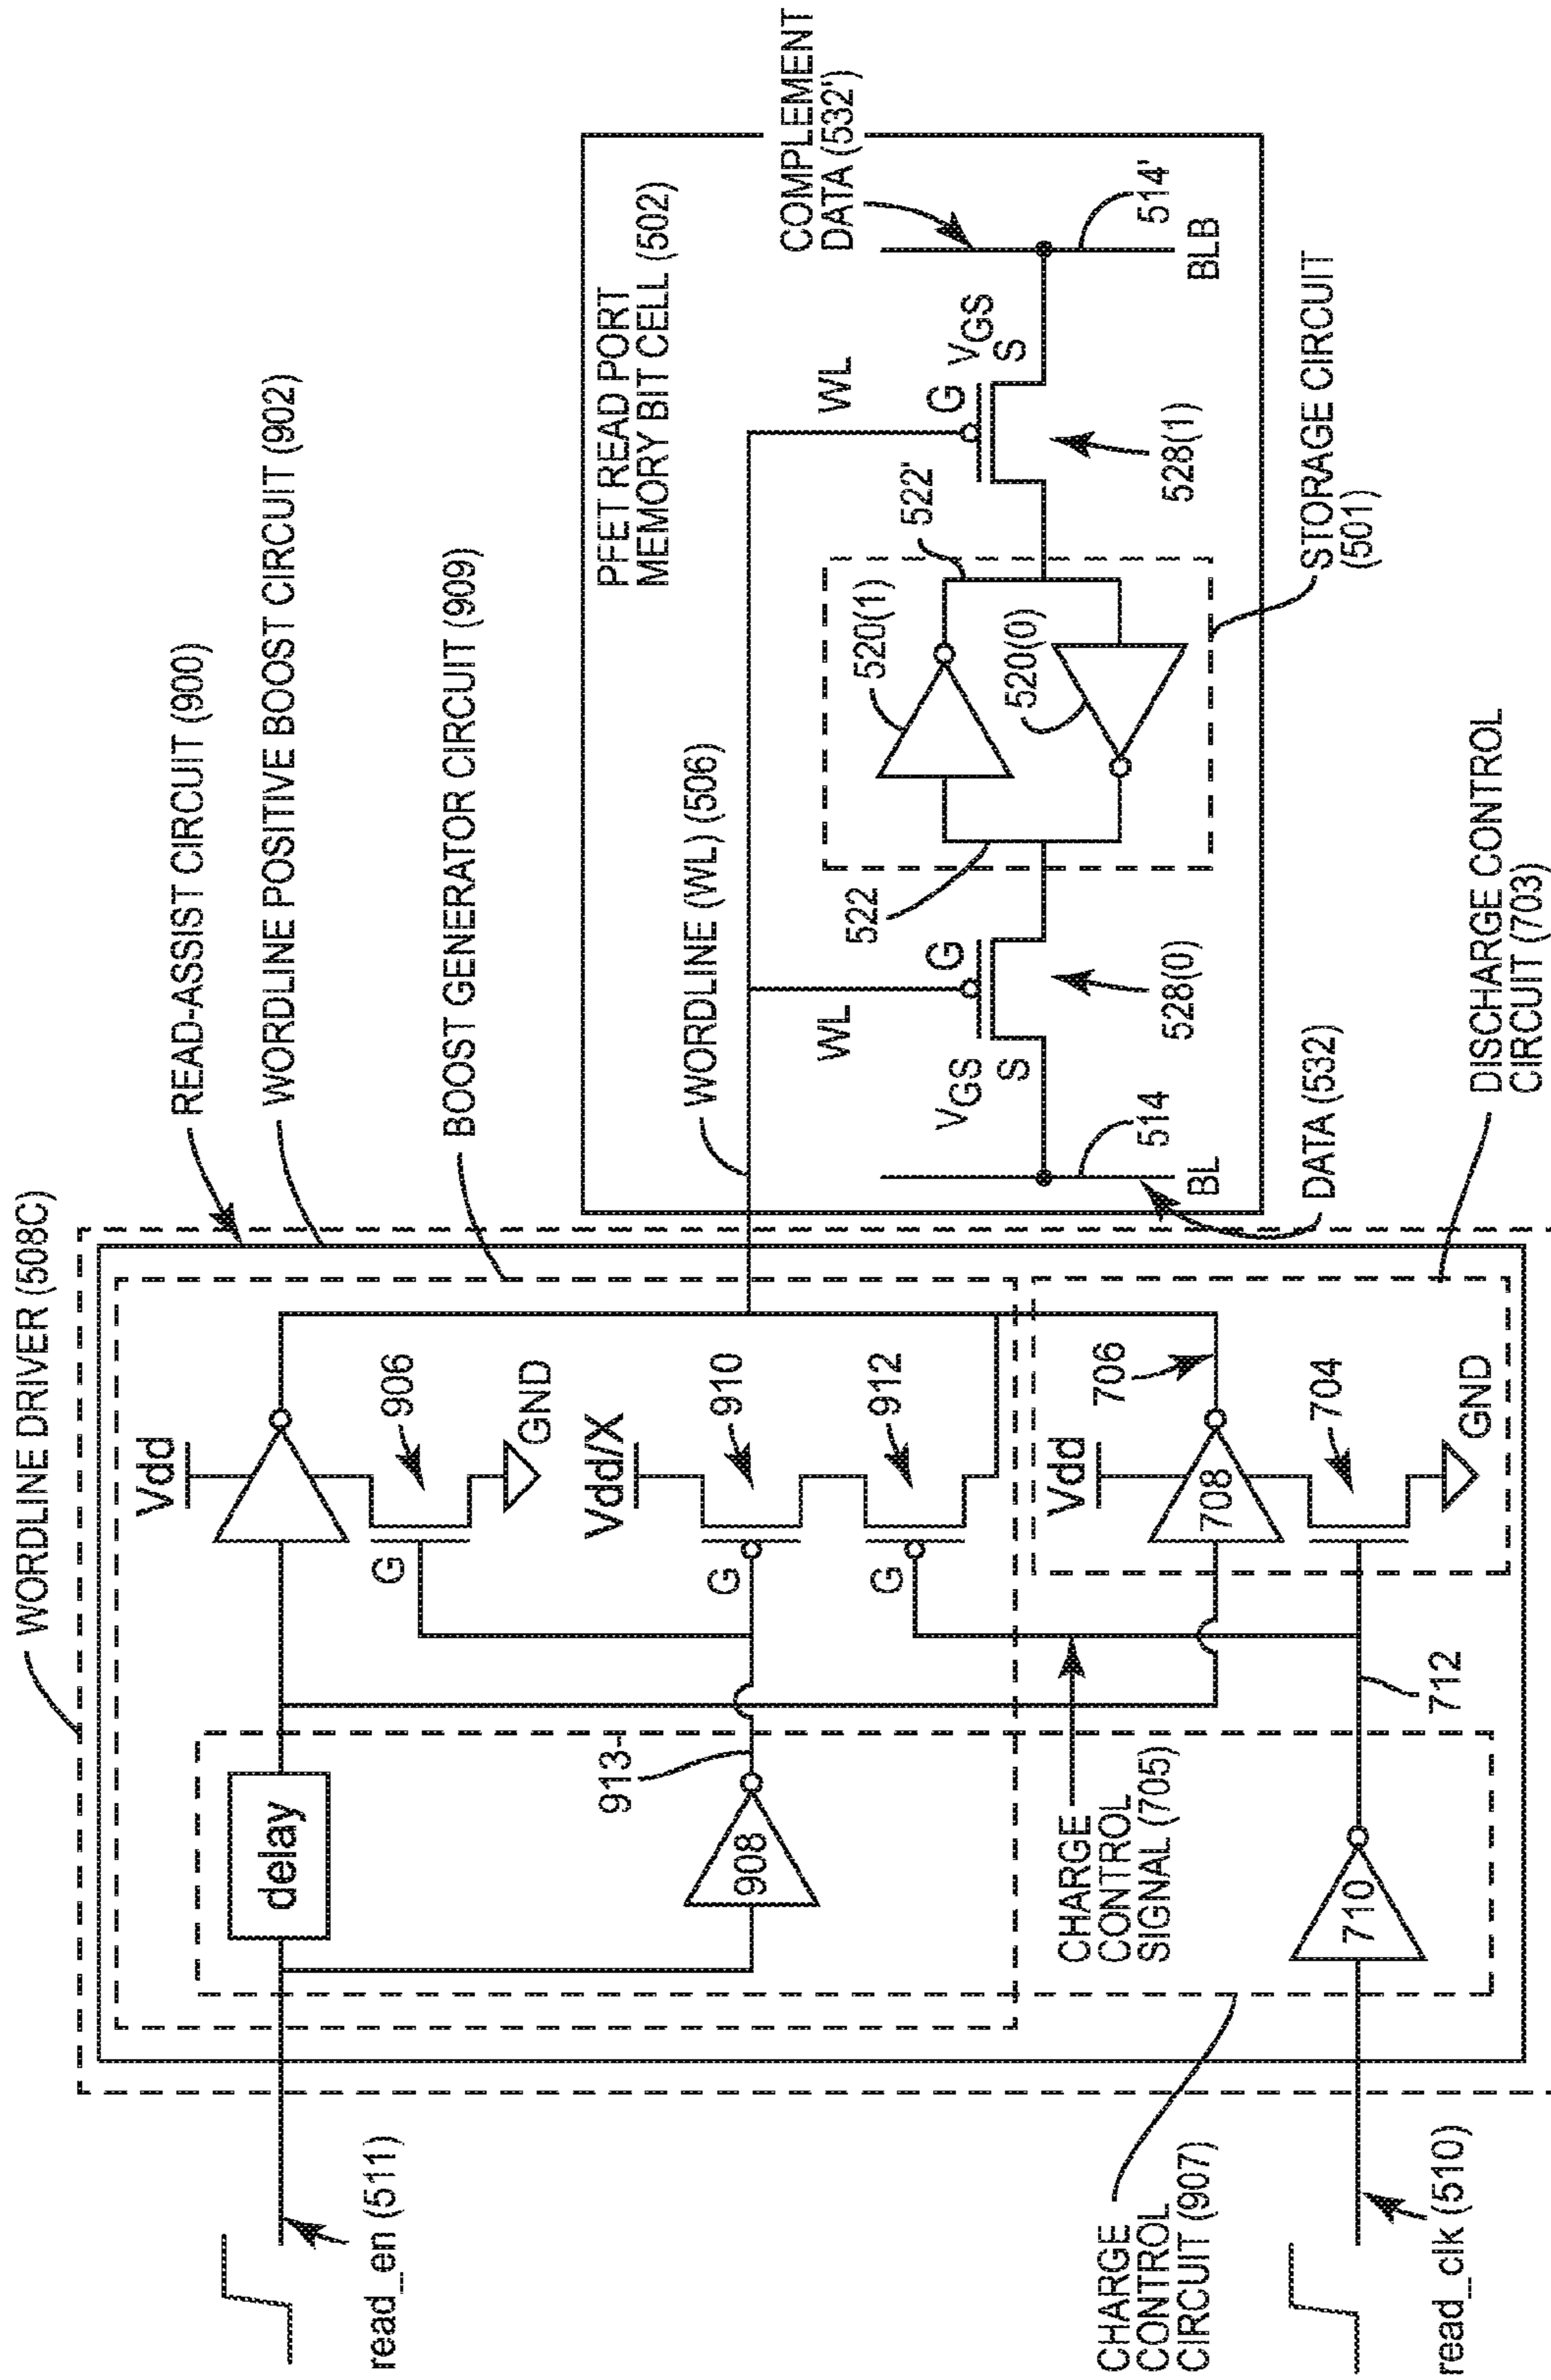 WORDLINE DRIVER (508C)
READ-ASSIST CIRCUIT (900)
WORDLINE POSITIVE BOOST CIRCUIT (902)
BOOST GENERATOR CIRCUIT (909)
WORDLINE (WL) (506)
PFET READ PORT
MEMORY BIT CELL (502)
COMPLEMENT
DATA (532')
read_en (511)
delay
Vdd
G
906
GND
913
908
Vdd/X
G
910
G
912
CHARGE
CONTROL
SIGNAL (705)
CHARGE
CONTROL
CIRCUIT (907)
read_clk (510)
710
712
Vdd
708
706
704
GND
DISCHARGE CONTROL
CIRCUIT (703)
WL
G
VGS
S
528(0)
514
BL
DATA (532)
522
520(1)
520(0)
522'
STORAGE CIRCUIT
(501)
WL
G
VGS
S
528(1)
514'
BLB